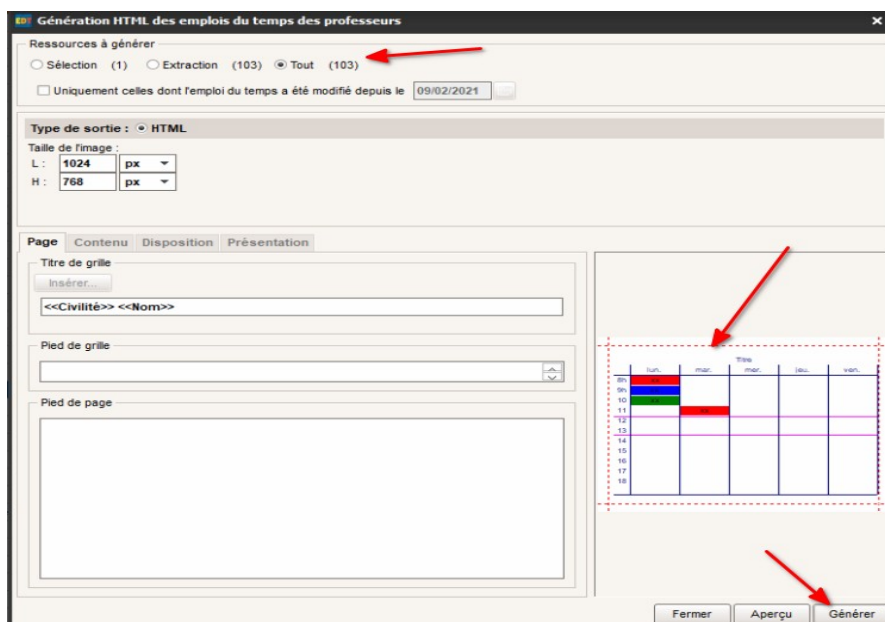 EDT Génération HTML des emplois du temps des professeurs
Ressources à générer
Sélection (1) Extraction (103) Tout (103)
Uniquement celles dont l'emploi du temps a été modifié depuis le 09/02/2021
Type de sortie : HTML
Taille de l'image :
L : 1024 px
H : 768 px
Page Contenu Disposition Présentation
Titre de grille
Insérer...
<<Civilité>> <<Nom>>
Pied de grille
Pied de page
Titre
lun. mar. mer. jeu. ven.
8h xx
9h
10 xx
11 xx
12
13
14
15
16
17
18
Fermer Aperçu Générer